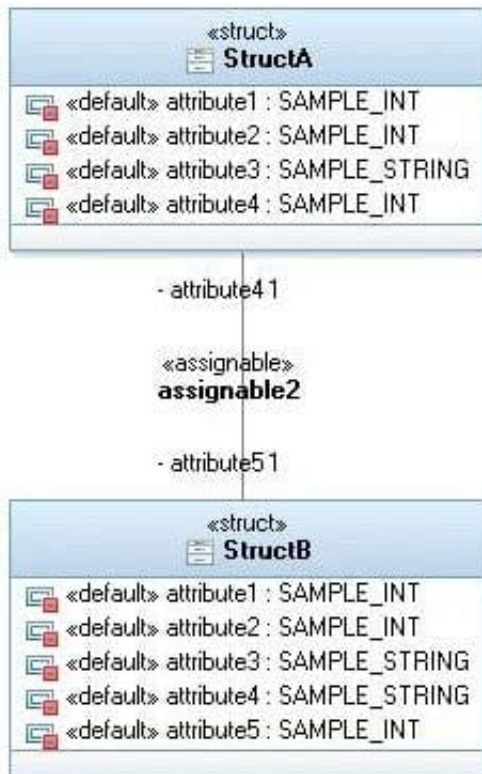 «struct»
StructA
«default» attribute1 : SAMPLE_INT
«default» attribute2 : SAMPLE_INT
«default» attribute3 : SAMPLE_STRING
«default» attribute4 : SAMPLE_INT
- attribute4 1
«assignable»
assignable2
- attribute5 1
«struct»
StructB
«default» attribute1 : SAMPLE_INT
«default» attribute2 : SAMPLE_INT
«default» attribute3 : SAMPLE_STRING
«default» attribute4 : SAMPLE_STRING
«default» attribute5 : SAMPLE_INT